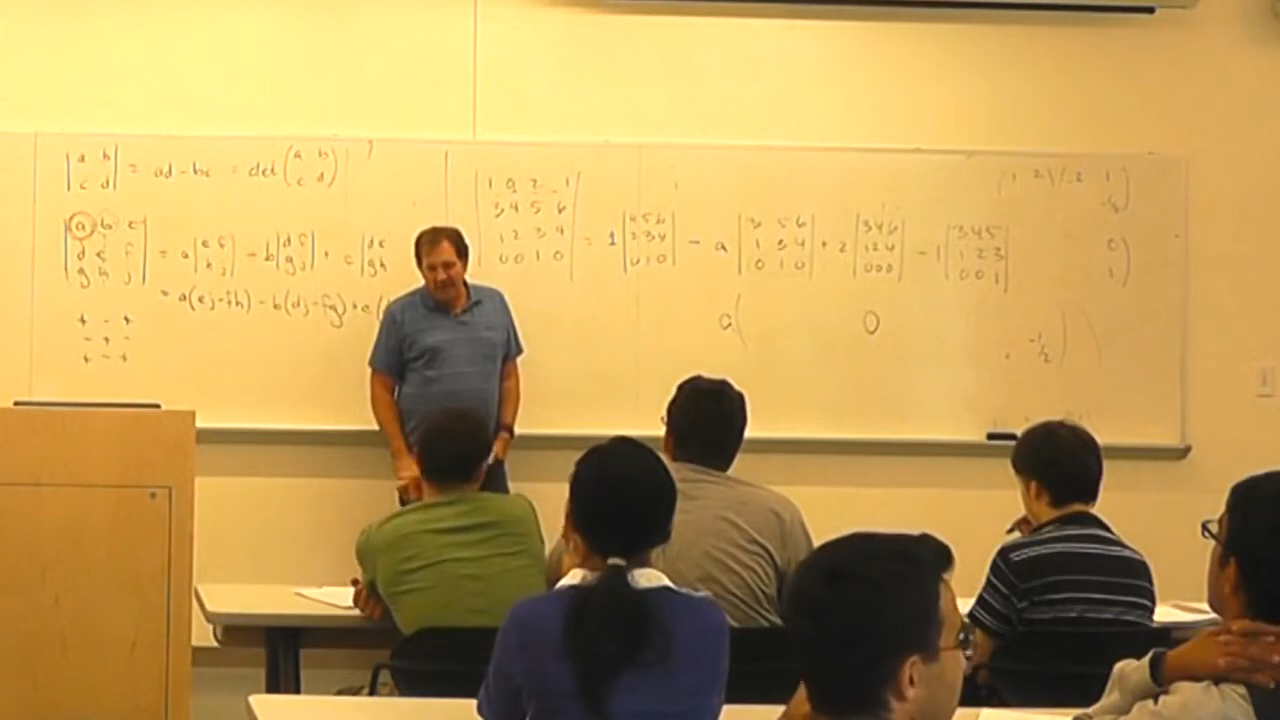 |a b| = ad - bc = det (a b)
|c d| (c d)
|a b c|
|d e f| = a |e f| - b |d f| + c |d e|
|g h j| |h j| |g j| |g h|
= a(ej-fh) - b(dj-fg) + c(
+ - +
- + -
+ - +
|1 a 2 1|
|3 4 5 6|
|1 2 3 4| = 1 |4 5 6| - a |3 5 6| + 2 |3 4 6| - 1 |3 4 5|
|0 0 1 0| |2 3 4| |1 3 4| |1 2 4| |1 2 3|
|0 1 0| |0 1 0| |0 0 0| |0 0 1|
a( 0
-1/2 )